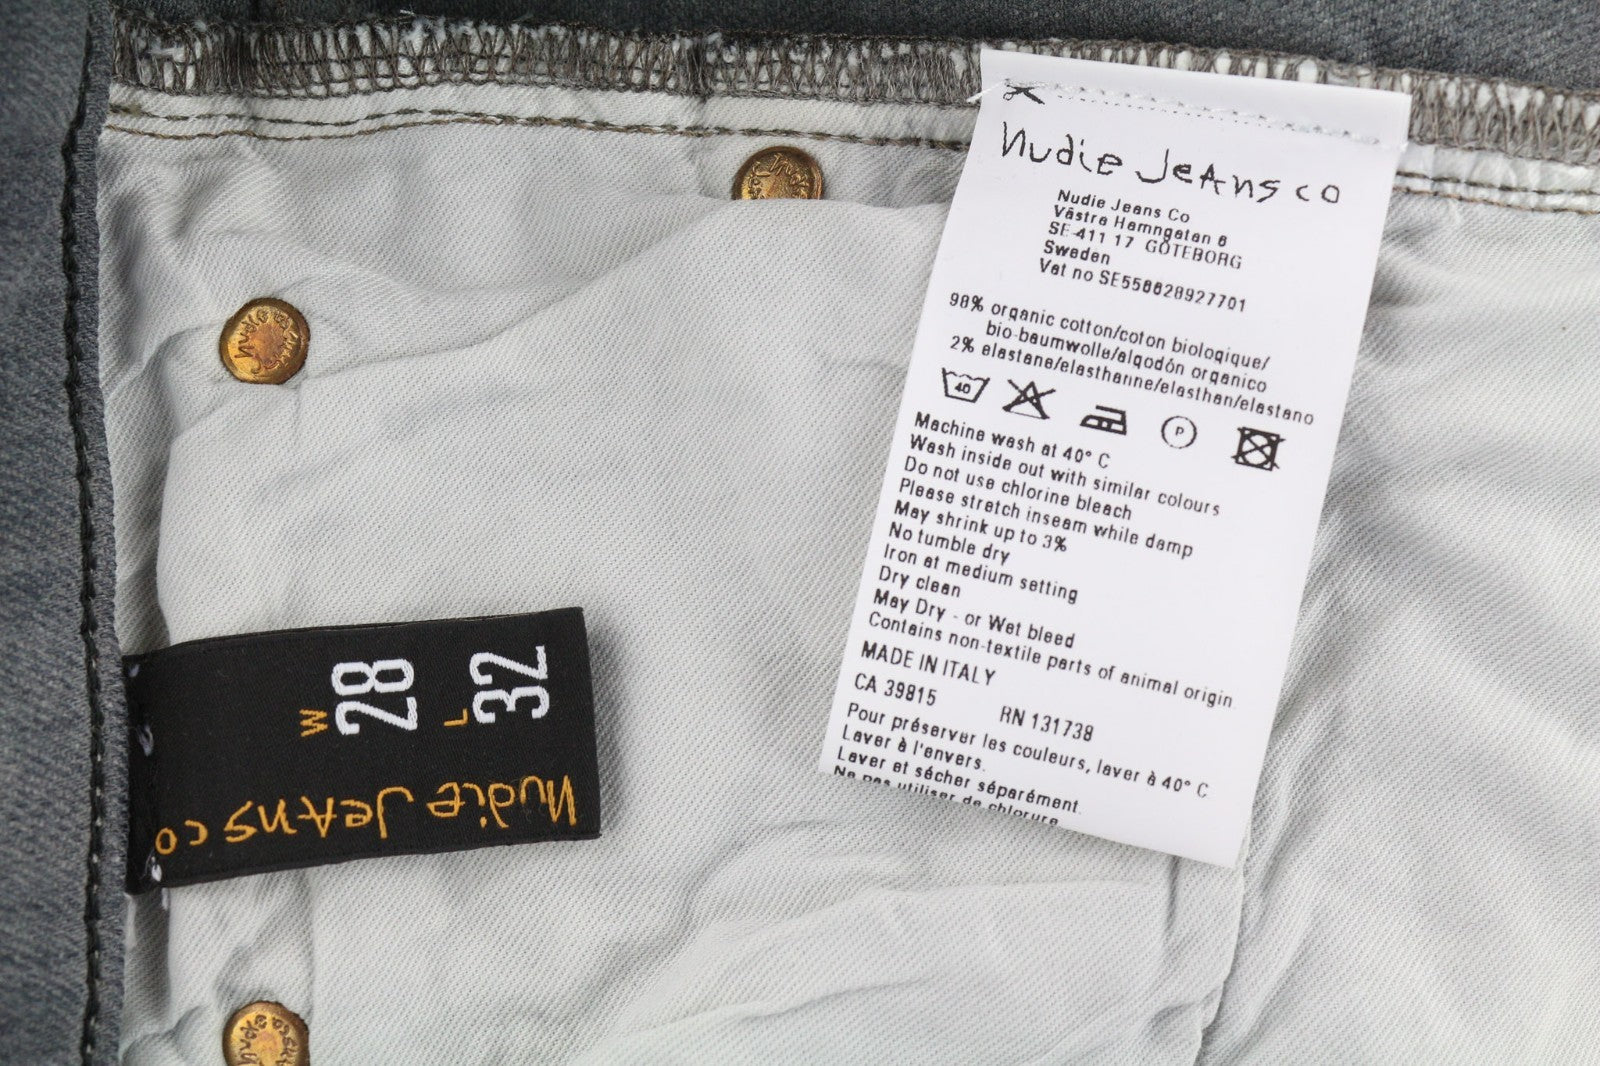 Nudie Jeans co
Nudie Jeans Co
Västra Hamngatan 6
SE-411 17 GÖTEBORG
Sweden
Vat no SE556628927701
98% organic cotton/coton biologique/
bio-baumwolle/algodón organico
2% elastane/elasthanne/elasthan/elastano
40
P
Machine wash at 40° C
Wash inside out with similar colours
Do not use chlorine bleach
Please stretch inseam while damp
May shrink up to 3%
No tumble dry
Iron at medium setting
Dry clean
May Dry - or Wet bleed
Contains non-textile parts of animal origin
MADE IN ITALY
CA 39815 RN 131738
Pour préserver les couleurs, laver à 40° C
Laver à l'envers.
Laver et sécher séparément.
Ne pas utiliser de chlorure
W 28
L 32
Nudie Jeans co